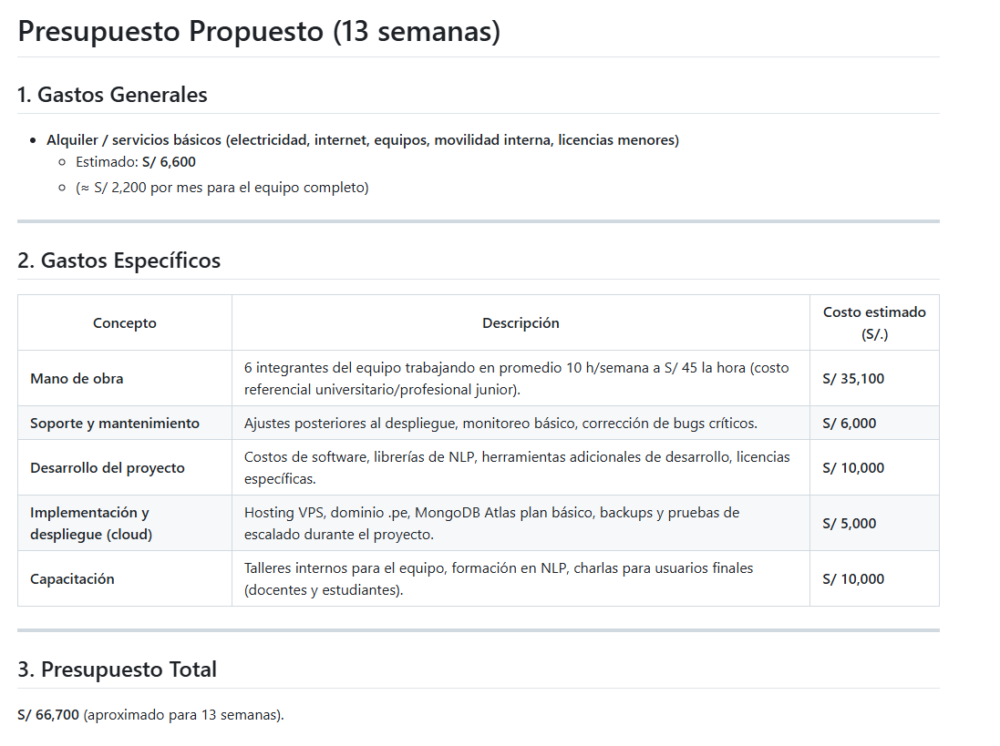 Presupuesto Propuesto (13 semanas)
1. Gastos Generales
• Alquiler / servicios básicos (electricidad, internet, equipos, movilidad interna, licencias menores)
○ Estimado: S/ 6,600
○ (≈ S/ 2,200 por mes para el equipo completo)
2. Gastos Específicos
Concepto
Descripción
Costo estimado
(S/.)
Mano de obra
6 integrantes del equipo trabajando en promedio 10 h/semana a S/ 45 la hora (costo
referencial universitario/profesional junior).
S/ 35,100
Soporte y mantenimiento
Ajustes posteriores al despliegue, monitoreo básico, corrección de bugs críticos.
S/ 6,000
Desarrollo del proyecto
Costos de software, librerías de NLP, herramientas adicionales de desarrollo, licencias
específicas.
S/ 10,000
Implementación y
despliegue (cloud)
Hosting VPS, dominio .pe, MongoDB Atlas plan básico, backups y pruebas de
escalado durante el proyecto.
S/ 5,000
Capacitación
Talleres internos para el equipo, formación en NLP, charlas para usuarios finales
(docentes y estudiantes).
S/ 10,000
3. Presupuesto Total
S/ 66,700 (aproximado para 13 semanas).